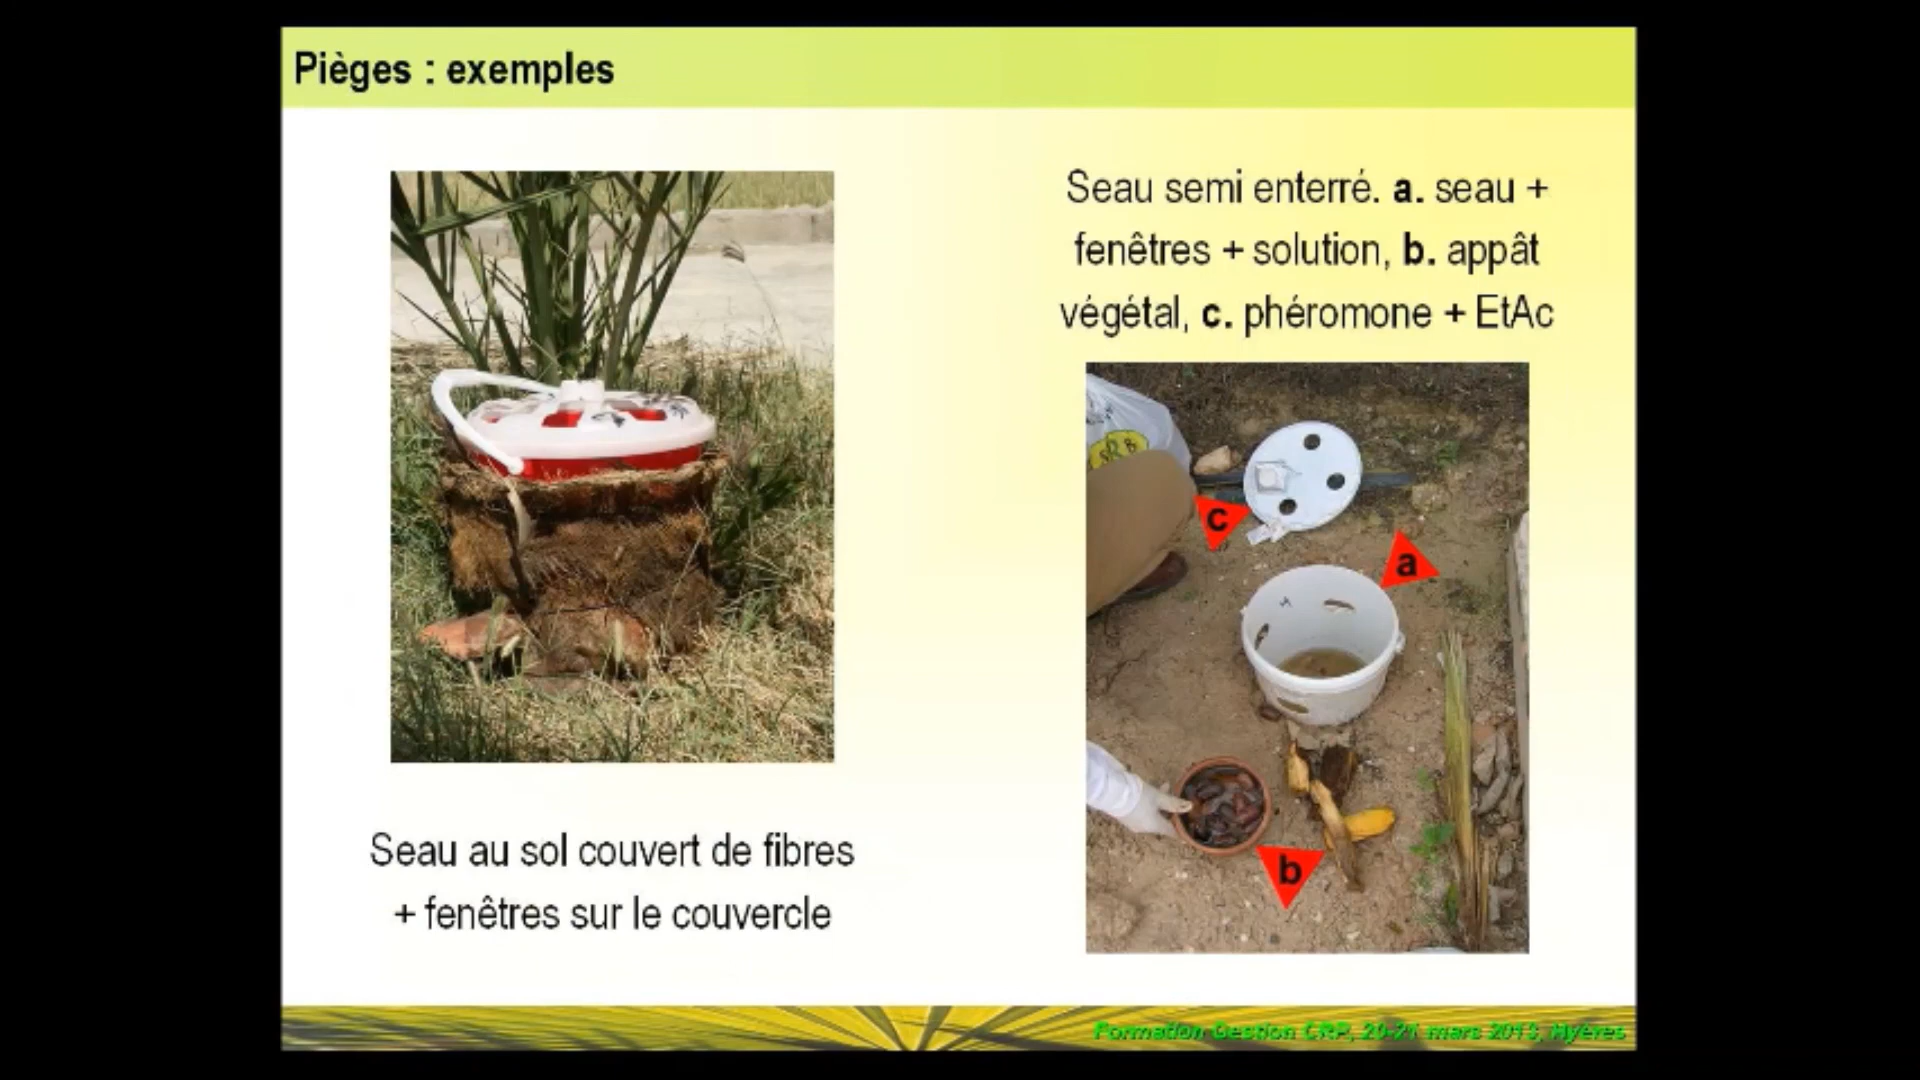 Pièges : exemples
Seau semi enterré. a. seau +
fenêtres + solution, b. appât
végétal, c. phéromone + EtAc
c
a
b
Seau au sol couvert de fibres
+ fenêtres sur le couvercle
Formation Gestion CRP, 20-21 mars 2013, Hyères